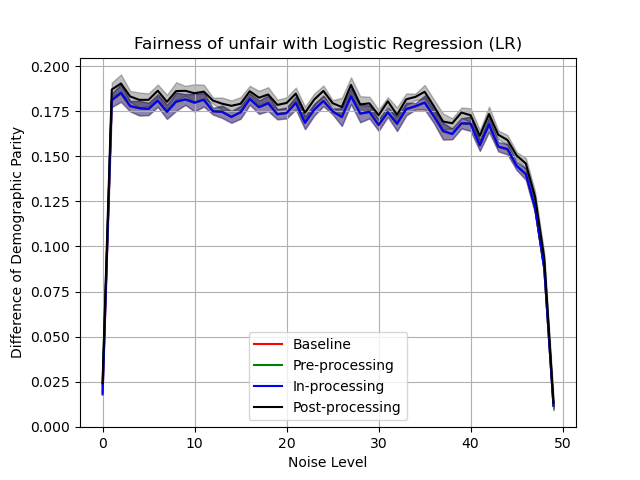 Fairness of unfair with Logistic Regression (LR)
Difference of Demographic Parity
0.200
0.175
0.150
0.125
0.100
0.075
0.050
0.025
0.000
Baseline
Pre-processing
In-processing
Post-processing
0 10 20 30 40 50
Noise Level